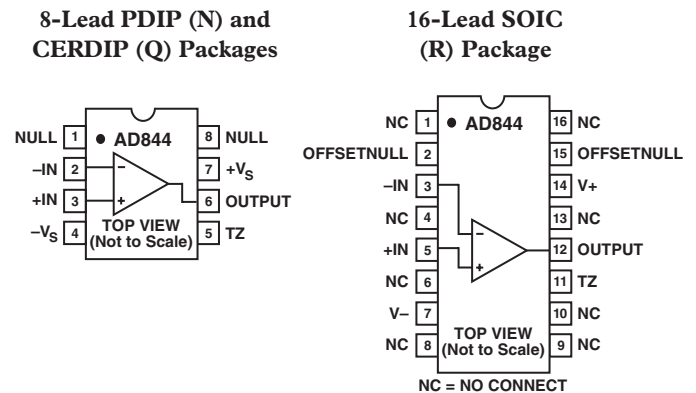 8-Lead PDIP (N) and
CERDIP (Q) Packages
NULL 1
AD844
8 NULL
–IN 2
–
7 +VS
+IN 3
+
6 OUTPUT
–VS 4
TOP VIEW
(Not to Scale)
5 TZ
16-Lead SOIC
(R) Package
NC 1
AD844
16 NC
OFFSETNULL 2
15 OFFSETNULL
–IN 3
14 V+
NC 4
–
13 NC
+IN 5
+
12 OUTPUT
NC 6
11 TZ
V– 7
10 NC
TOP VIEW
(Not to Scale)
NC 8
9 NC
NC = NO CONNECT